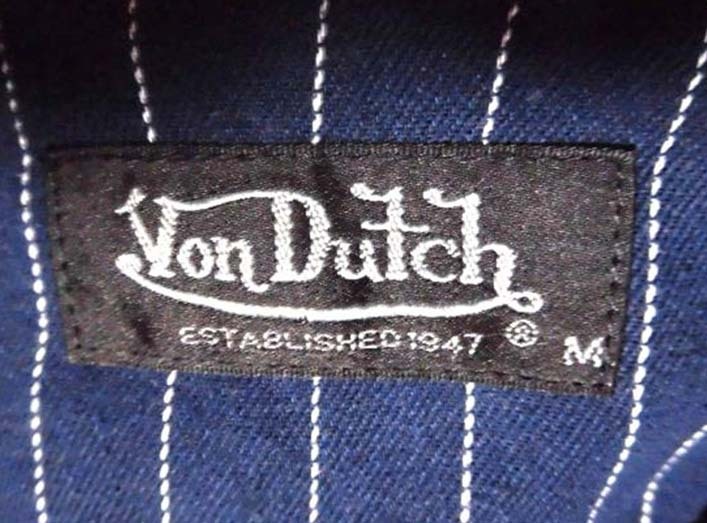 Von Dutch
ESTABLISHED 1947 ® M